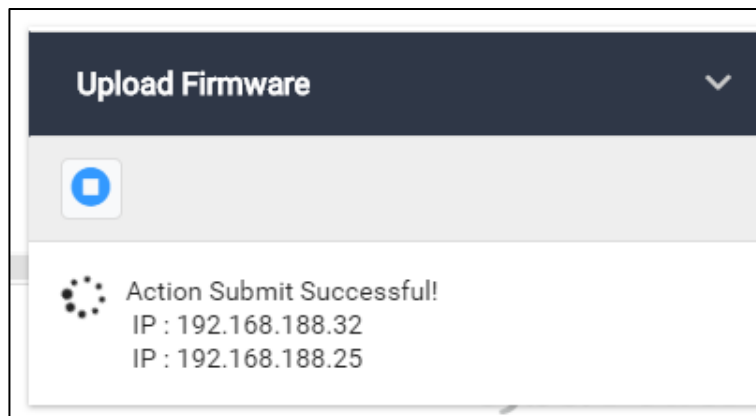 Upload Firmware
Action Submit Successful!
IP : 192.168.188.32
IP : 192.168.188.25